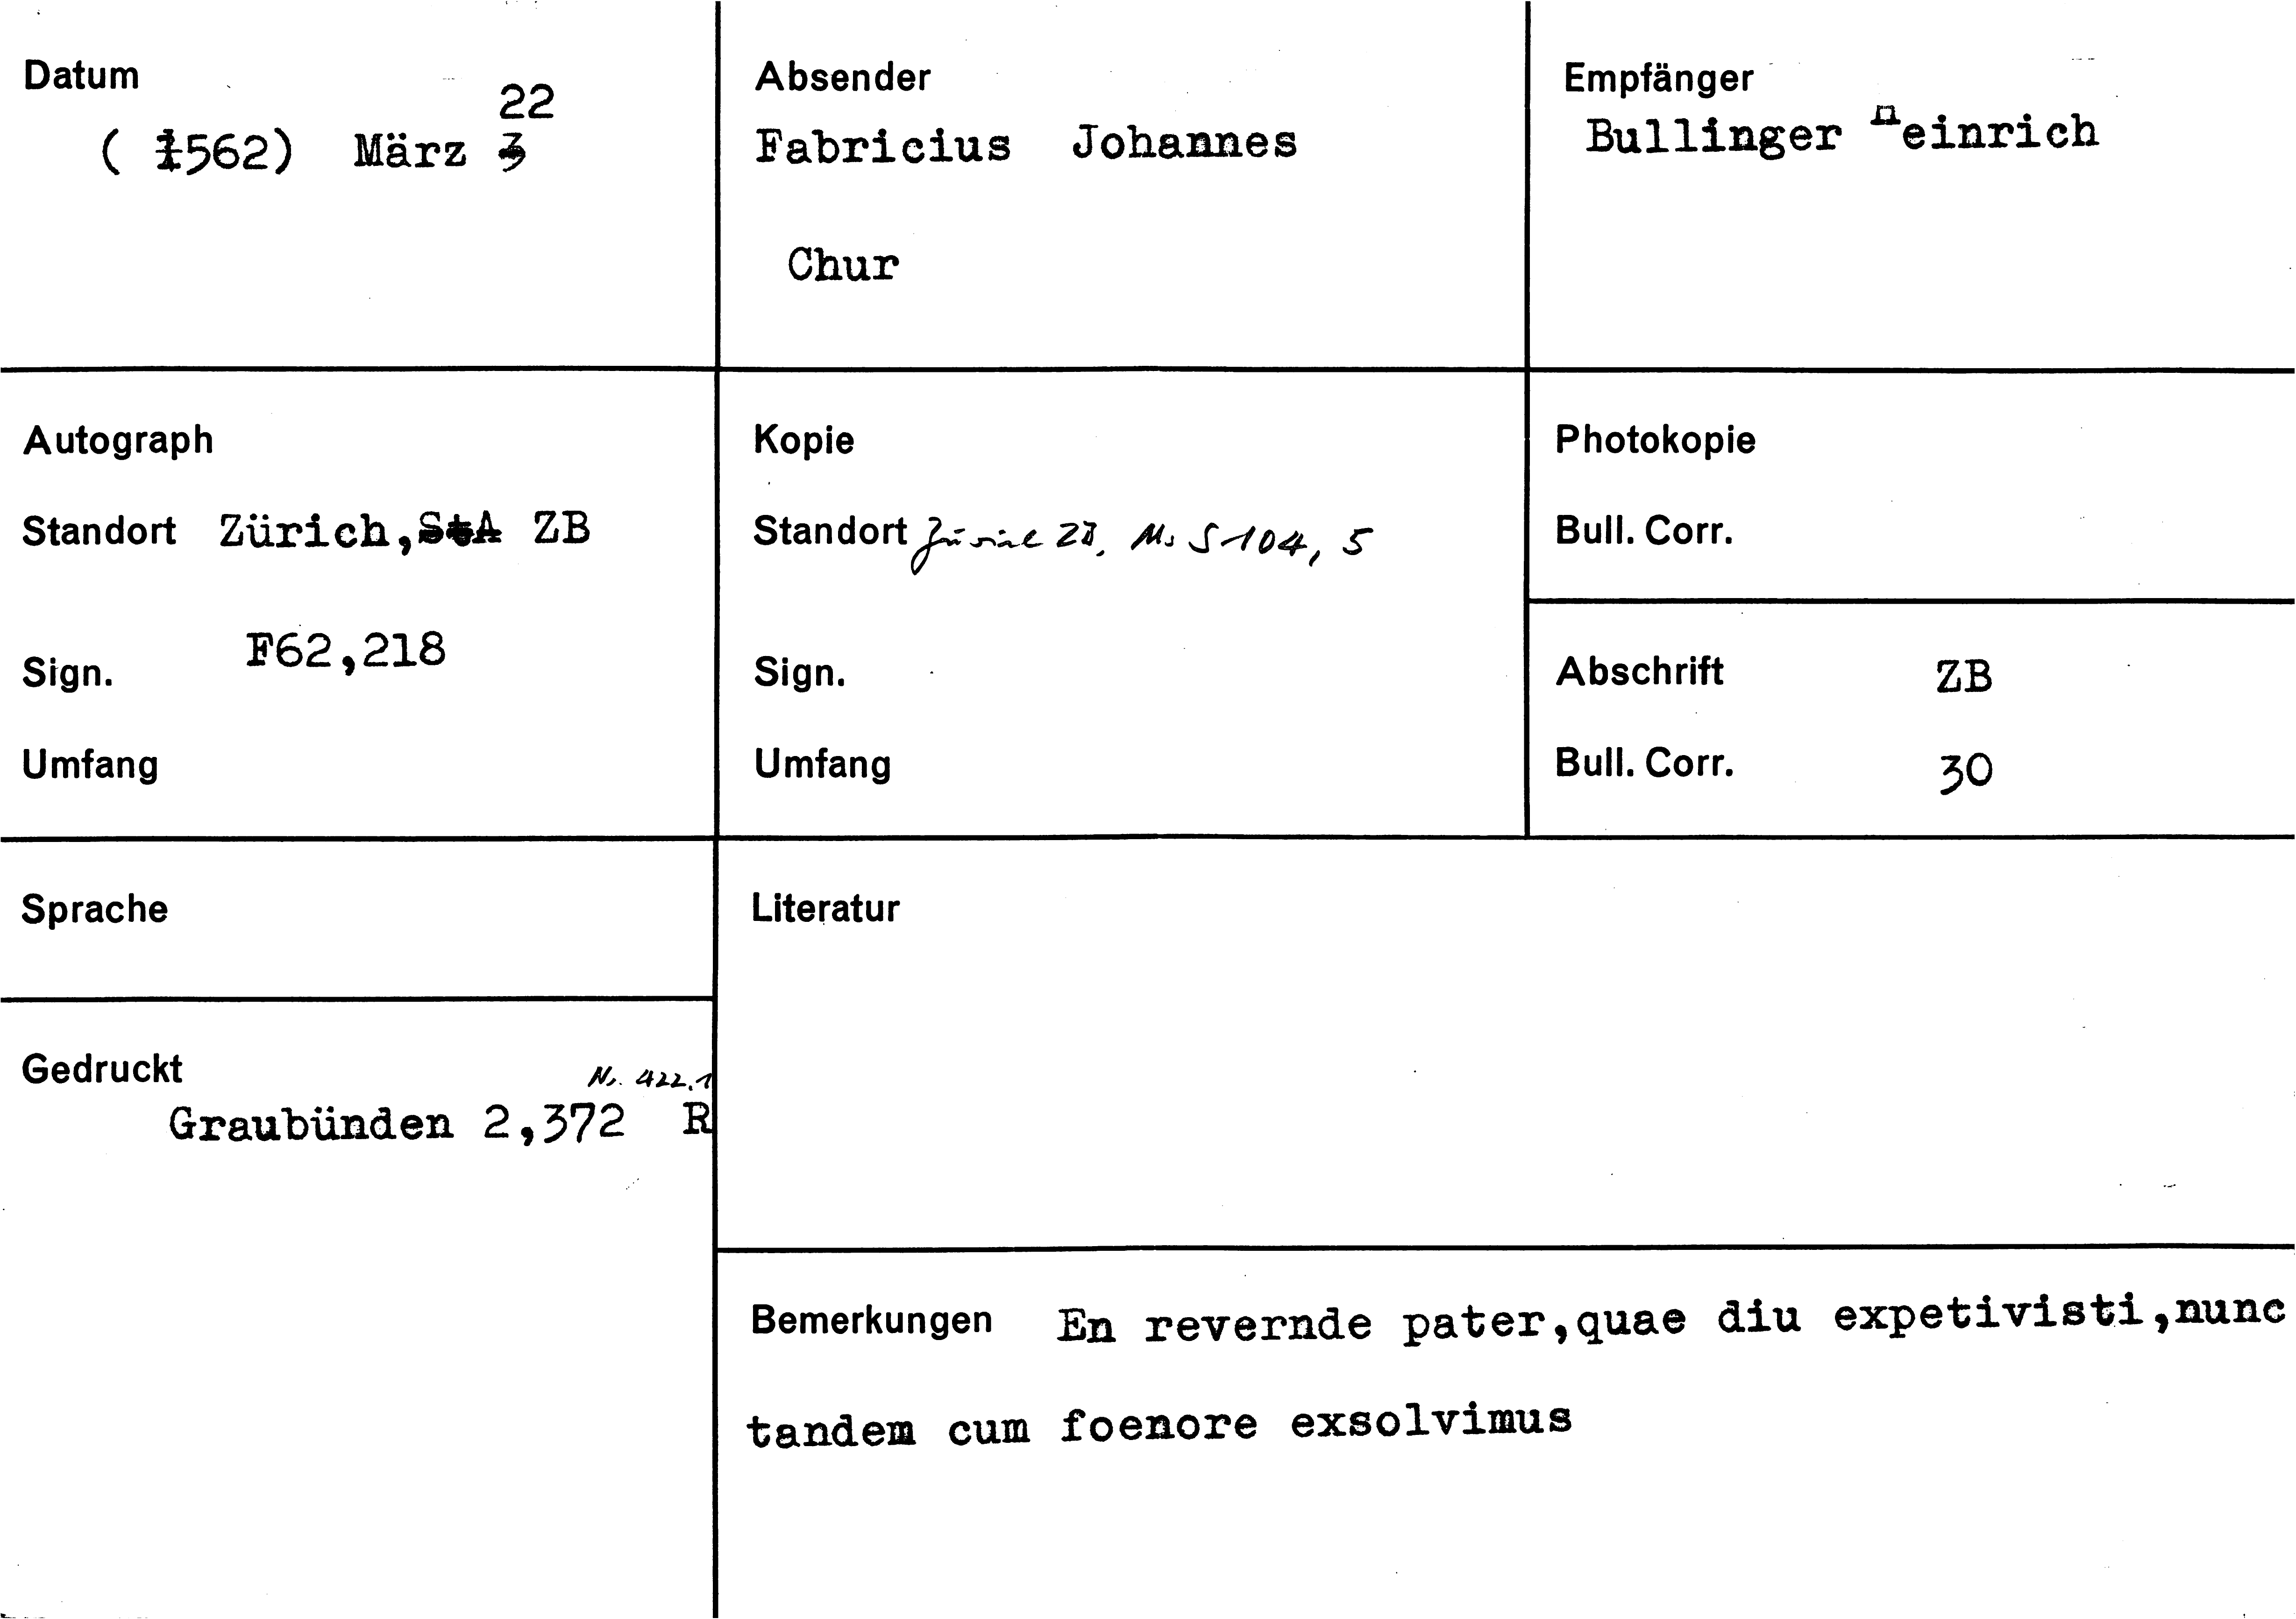 Datum
22
( 1562) März 3
Absender
Fabricius Johannes
Chur
Empfänger
Bullinger Heinrich
Autograph
Standort Zürich, StA ZB
Sign. F62,218
Umfang
Kopie
Standort Zürich ZB, Ms S 104, 5
Sign.
Umfang
Photokopie
Bull. Corr.
Abschrift ZB
Bull. Corr. 30
Sprache
Literatur
Gedruckt
Nr. 422.1
Graubünden 2,372 R
Bemerkungen En revernde pater,quae diu expetivisti,nunc
tandem cum foenore exsolvimus